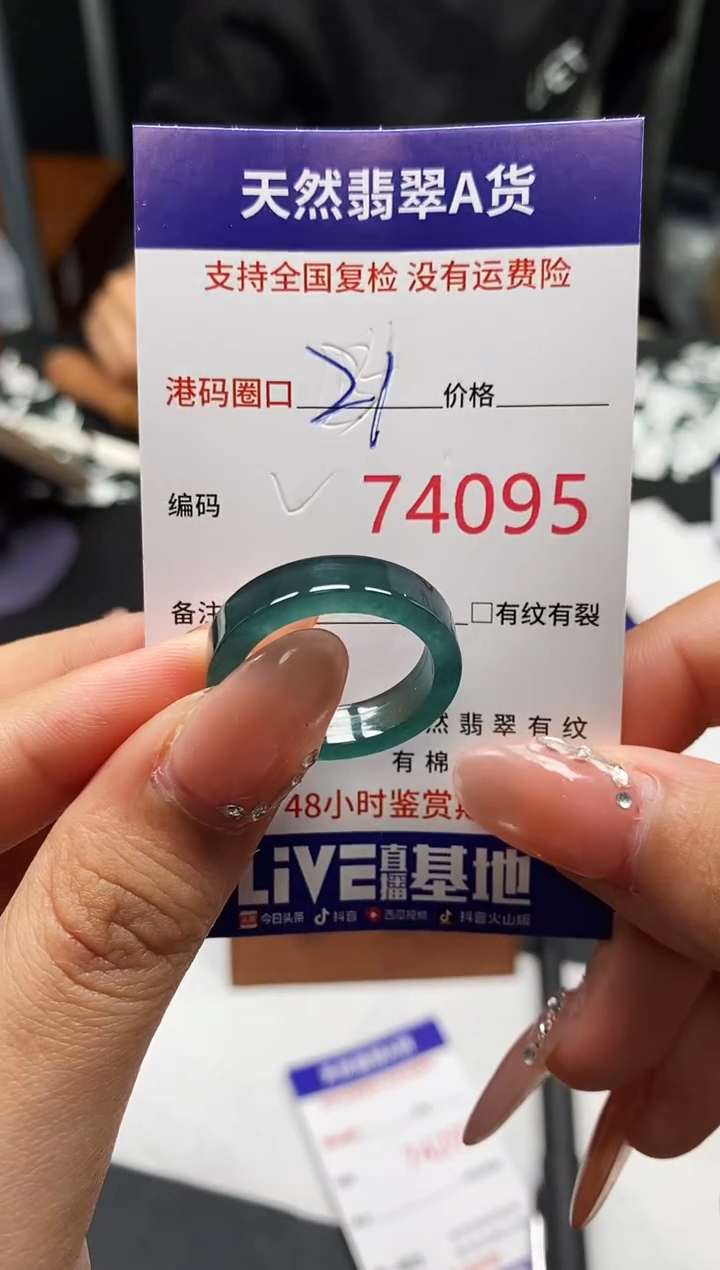 天然翡翠A货
支持全国复检 没有运费险
港码圈口 21 价格
编码 74095
备注 □有纹有裂
然翡翠有纹
有棉
48小时鉴赏期
LiVE直播基地
今日头条 抖音 西瓜视频 抖音火山版